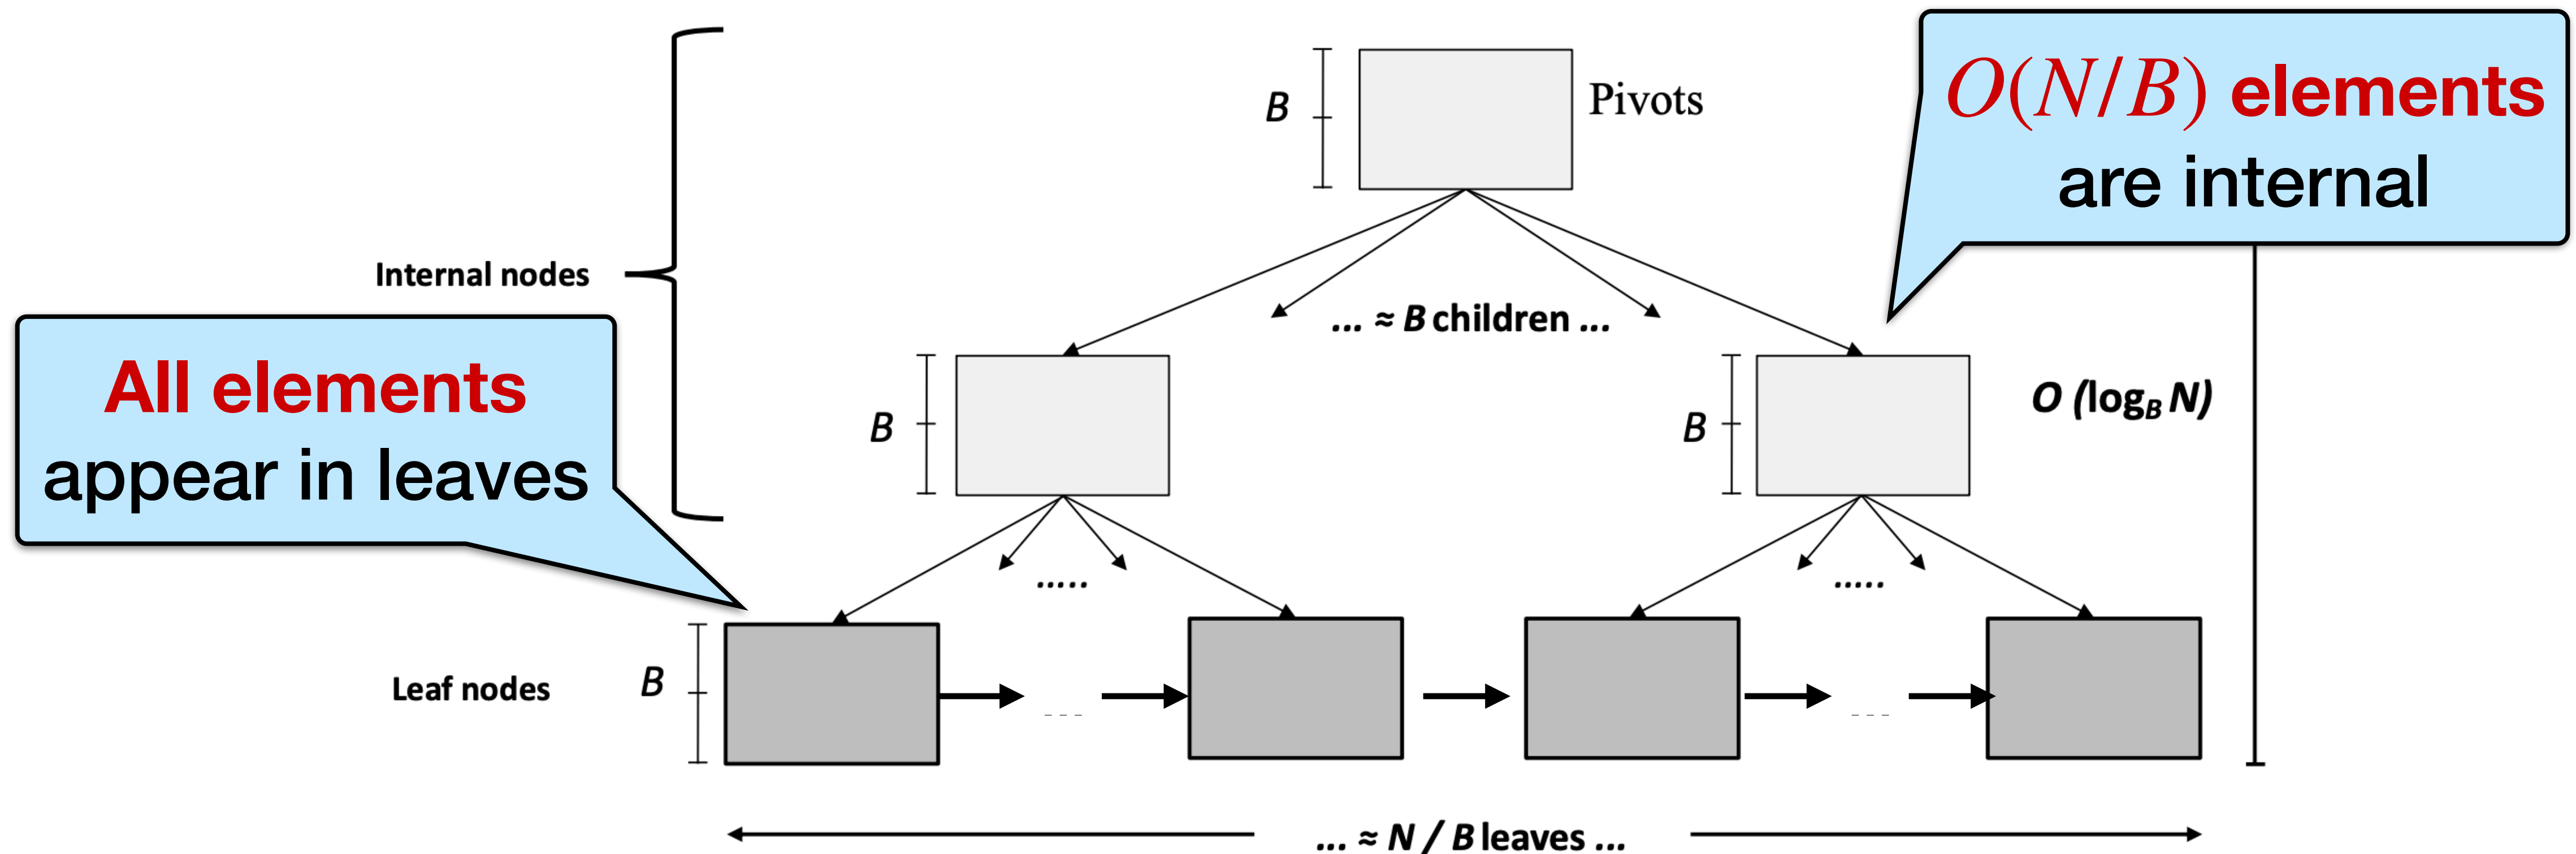 B
Pivots
O(N/B) elements
are internal
Internal nodes
... ≈ B children ...
All elements
appear in leaves
B
B
O (log_B N)
.....
.....
Leaf nodes
B
---
---
... ≈ N / B leaves ...